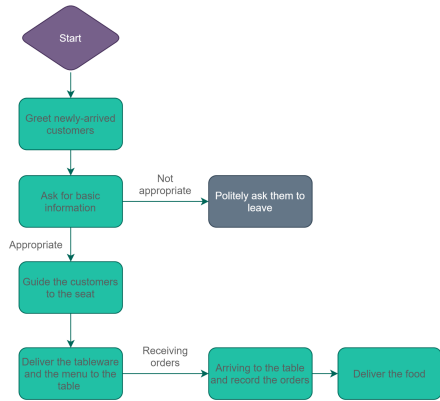 Start
Greet newly-arrived
customers
Ask for basic
information
Not
appropriate
Politely ask them to
leave
Appropriate
Guide the customers
to the seat
Deliver the tableware
and the menu to the
table
Receiving
orders
Arriving to the table
and record the orders
Deliver the food